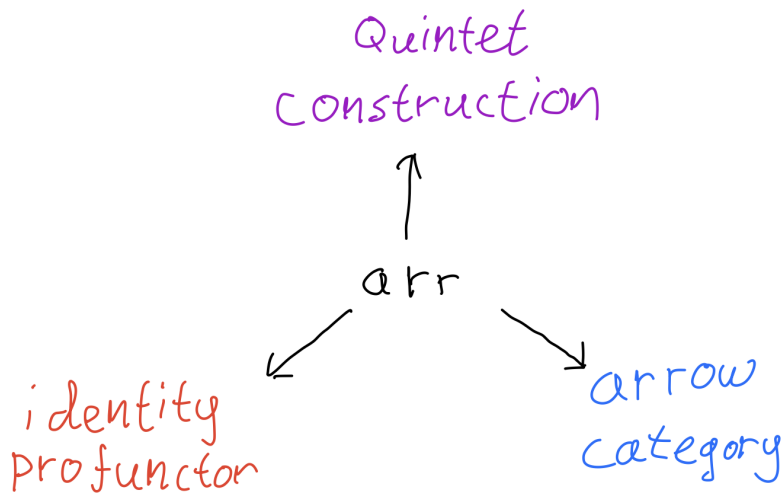 Quintet
construction
arr
identity
profunctor
arrow
category